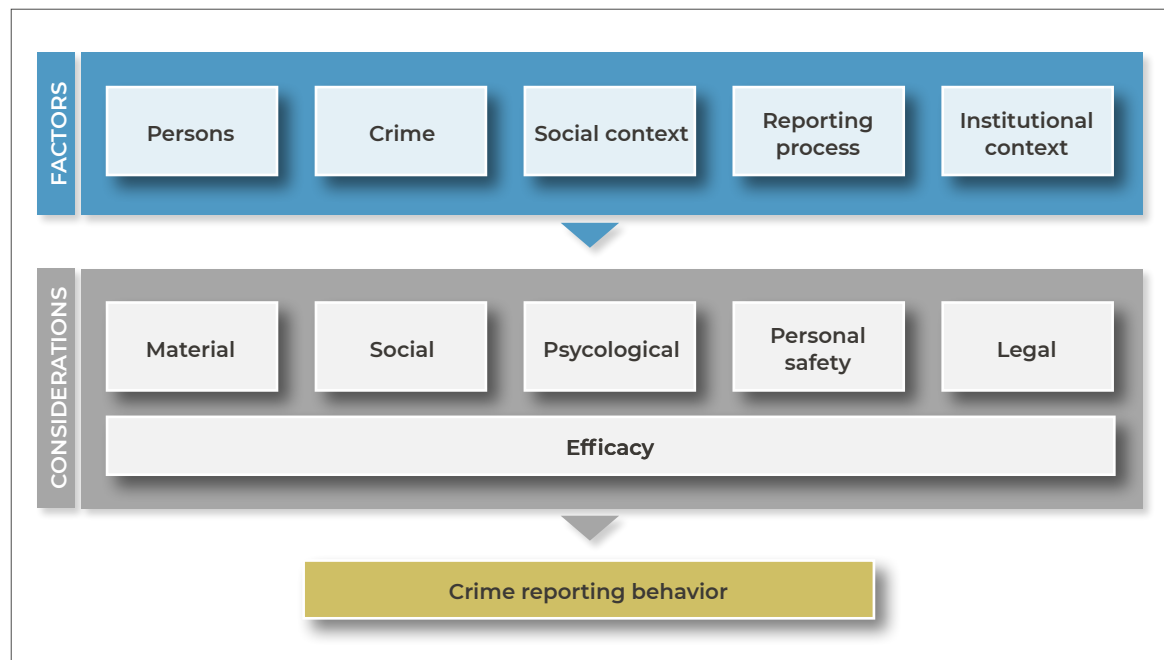 FACTORS
Persons
Crime
Social context
Reporting
process
Institutional
context
CONSIDERATIONS
Material
Social
Psycological
Personal
safety
Legal
Efficacy
Crime reporting behavior